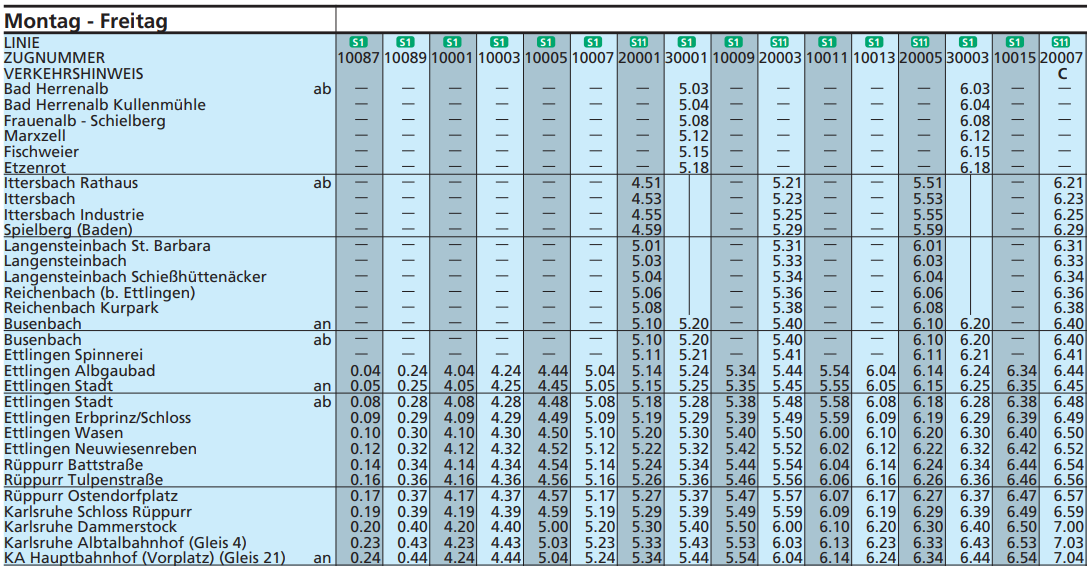 Montag - Freitag
LINIE S1 S1 S1 S1 S1 S1 S11 S1 S1 S11 S1 S1 S11 S1 S1 S11
ZUGNUMMER 10087 10089 10001 10003 10005 10007 20001 30001 10009 20003 10011 10013 20005 30003 10015 20007
VERKEHRSHINWEIS C
Bad Herrenalb ab — — — — — — — 5.03 — — — — — 6.03 — —
Bad Herrenalb Kullenmühle — — — — — — — 5.04 — — — — — 6.04 — —
Frauenalb - Schielberg — — — — — — — 5.08 — — — — — 6.08 — —
Marxzell — — — — — — — 5.12 — — — — — 6.12 — —
Fischweier — — — — — — — 5.15 — — — — — 6.15 — —
Etzenrot — — — — — — — 5.18 — — — — — 6.18 — —
Ittersbach Rathaus ab — — — — — — 4.51 — 5.21 — — 5.51 — 6.21
Ittersbach — — — — — — 4.53 — 5.23 — — 5.53 — 6.23
Ittersbach Industrie — — — — — — 4.55 — 5.25 — — 5.55 — 6.25
Spielberg (Baden) — — — — — — 4.59 — 5.29 — — 5.59 — 6.29
Langensteinbach St. Barbara — — — — — — 5.01 — 5.31 — — 6.01 — 6.31
Langensteinbach — — — — — — 5.03 — 5.33 — — 6.03 — 6.33
Langensteinbach Schießhüttenäcker — — — — — — 5.04 — 5.34 — — 6.04 — 6.34
Reichenbach (b. Ettlingen) — — — — — — 5.06 — 5.36 — — 6.06 — 6.36
Reichenbach Kurpark — — — — — — 5.08 — 5.38 — — 6.08 — 6.38
Busenbach an — — — — — — 5.10 5.20 — 5.40 — — 6.10 6.20 — 6.40
Busenbach ab — — — — — — 5.10 5.20 — 5.40 — — 6.10 6.20 — 6.40
Ettlingen Spinnerei — — — — — — 5.11 5.21 — 5.41 — — 6.11 6.21 — 6.41
Ettlingen Albgaubad 0.04 0.24 4.04 4.24 4.44 5.04 5.14 5.24 5.34 5.44 5.54 6.04 6.14 6.24 6.34 6.44
Ettlingen Stadt an 0.05 0.25 4.05 4.25 4.45 5.05 5.15 5.25 5.35 5.45 5.55 6.05 6.15 6.25 6.35 6.45
Ettlingen Stadt ab 0.08 0.28 4.08 4.28 4.48 5.08 5.18 5.28 5.38 5.48 5.58 6.08 6.18 6.28 6.38 6.48
Ettlingen Erbprinz/Schloss 0.09 0.29 4.09 4.29 4.49 5.09 5.19 5.29 5.39 5.49 5.59 6.09 6.19 6.29 6.39 6.49
Ettlingen Wasen 0.10 0.30 4.10 4.30 4.50 5.10 5.20 5.30 5.40 5.50 6.00 6.10 6.20 6.30 6.40 6.50
Ettlingen Neuwiesenreben 0.12 0.32 4.12 4.32 4.52 5.12 5.22 5.32 5.42 5.52 6.02 6.12 6.22 6.32 6.42 6.52
Rüppurr Battstraße 0.14 0.34 4.14 4.34 4.54 5.14 5.24 5.34 5.44 5.54 6.04 6.14 6.24 6.34 6.44 6.54
Rüppurr Tulpenstraße 0.16 0.36 4.16 4.36 4.56 5.16 5.26 5.36 5.46 5.56 6.06 6.16 6.26 6.36 6.46 6.56
Rüppurr Ostendorfplatz 0.17 0.37 4.17 4.37 4.57 5.17 5.27 5.37 5.47 5.57 6.07 6.17 6.27 6.37 6.47 6.57
Karlsruhe Schloss Rüppurr 0.19 0.39 4.19 4.39 4.59 5.19 5.29 5.39 5.49 5.59 6.09 6.19 6.29 6.39 6.49 6.59
Karlsruhe Dammerstock 0.20 0.40 4.20 4.40 5.00 5.20 5.30 5.40 5.50 6.00 6.10 6.20 6.30 6.40 6.50 7.00
Karlsruhe Albtalbahnhof (Gleis 4) 0.23 0.43 4.23 4.43 5.03 5.23 5.33 5.43 5.53 6.03 6.13 6.23 6.33 6.43 6.53 7.03
KA Hauptbahnhof (Vorplatz) (Gleis 21) an 0.24 0.44 4.24 4.44 5.04 5.24 5.34 5.44 5.54 6.04 6.14 6.24 6.34 6.44 6.54 7.04